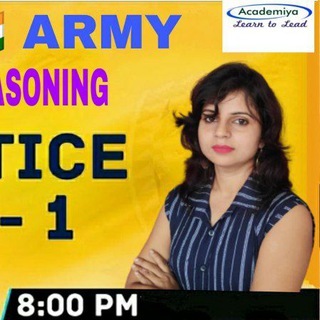 ARMY
Academiya
Learn to Lead
ASONING
TICE
- 1
8:00 PM